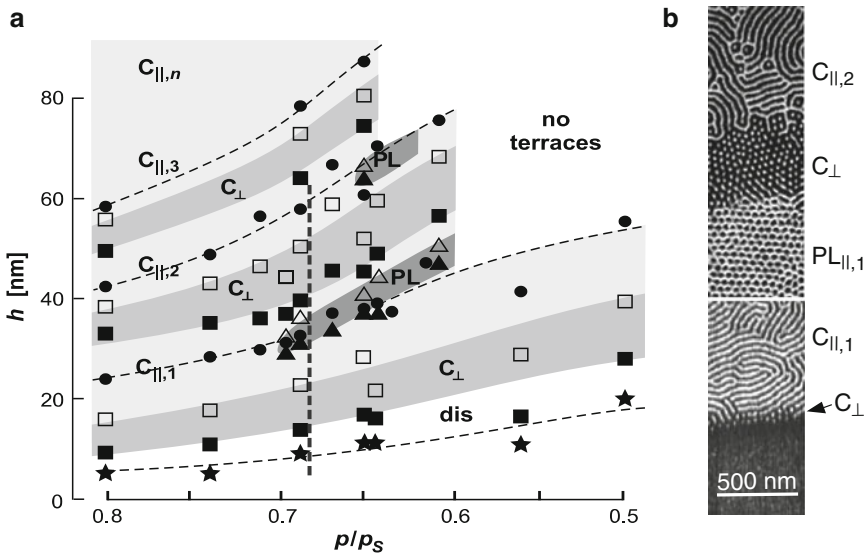 a
b
C||,n
C||,3
C⊥
C||,2
C⊥
C||,1
PL
PL
no
terraces
C⊥
dis
h [nm]
80
60
40
20
0
0.8
0.7
0.6
0.5
p/pS
C||,2
C⊥
PL||,1
C||,1
C⊥
500 nm